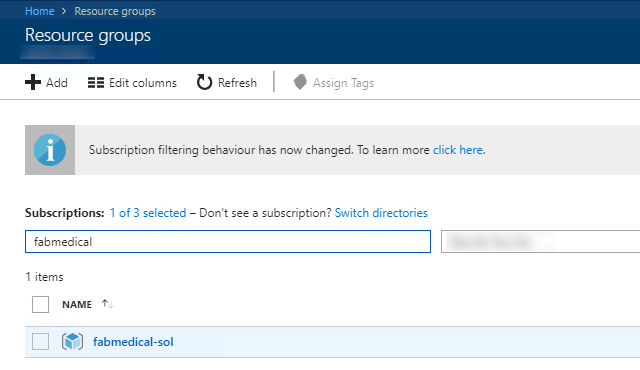 Home > Resource groups
Resource groups
Add Edit columns Refresh Assign Tags
Subscription filtering behaviour has now changed. To learn more click here.
Subscriptions: 1 of 3 selected – Don't see a subscription? Switch directories
fabmedical
1 items
NAME
fabmedical-sol